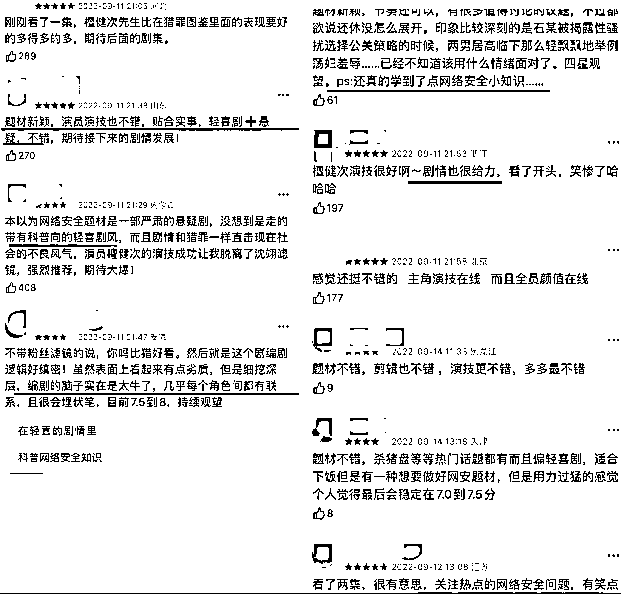 刚刚看了一集，檀健次先生比在猎罪图鉴里面的表现要好
的多得多的多，期待后面的剧集。
289
★★★★★ 2022-09-11 21:38 山东
题材新颖，演员演技也不错，贴合实事，轻喜剧+悬
疑，不错，期待接下来的剧情发展！
270
★★★★★ 2022-09-11 21:29
本以为网络安全题材是一部严肃的悬疑剧，没想到是走的
带有科普向的轻喜剧风，而且剧情和猎罪一样直击现在社
会的不良风气，演员檀健次的演技成功让我脱离了沈翊滤
镜，强烈推荐，期待大爆！
408
★★★★ 2022-09-11 21:47
不带粉丝滤镜的说，你吗比猎好看。然后就是这个剧编剧
逻辑好缜密！虽然表面上看起来有点劣质，但是细挖深
层，编剧的脑子实在是太牛了，几乎每个角色间都有联
系，且很会埋伏笔，目前7.5到8，持续观望
在轻喜的剧情里
科普网络安全知识
题材新颖，节奏还可以，有很多值得讨论的议题，不过都
欲说还休没怎么展开。印象比较深刻的是石某被揭露性骚
扰选择公关策略的时候，两男居高临下那么轻飘飘地举例
荡妇羞辱……已经不知道该用什么情绪面对了。四星观
望。ps:还真的学到了点网络安全小知识……
61
★★★★★ 2022-09-11 21:53
檀健次演技很好啊～剧情也很给力，看了开头，笑惨了哈
哈哈哈
197
★★★★★ 2022-09-11 21:58 北京
感觉还挺不错的 主角演技在线 而且全员颜值在线
177
★★★★ 2022-09-14 11:35 黑龙江
题材不错，剪辑也不错，演技更不错，多多益不错
9
★★★★ 2022-09-14 13:18 天津
题材不错，杀猪盘等等热门话题都有而且偏轻喜剧，适合
下饭但是有一种想要做好网安题材，但是用力过猛的感觉
个人觉得最后会稳定在7.0到7.5分
8
★★★★★ 2022-09-12 13:08 江苏
看了两集，很有意思，关注热点的网络安全问题，有笑点